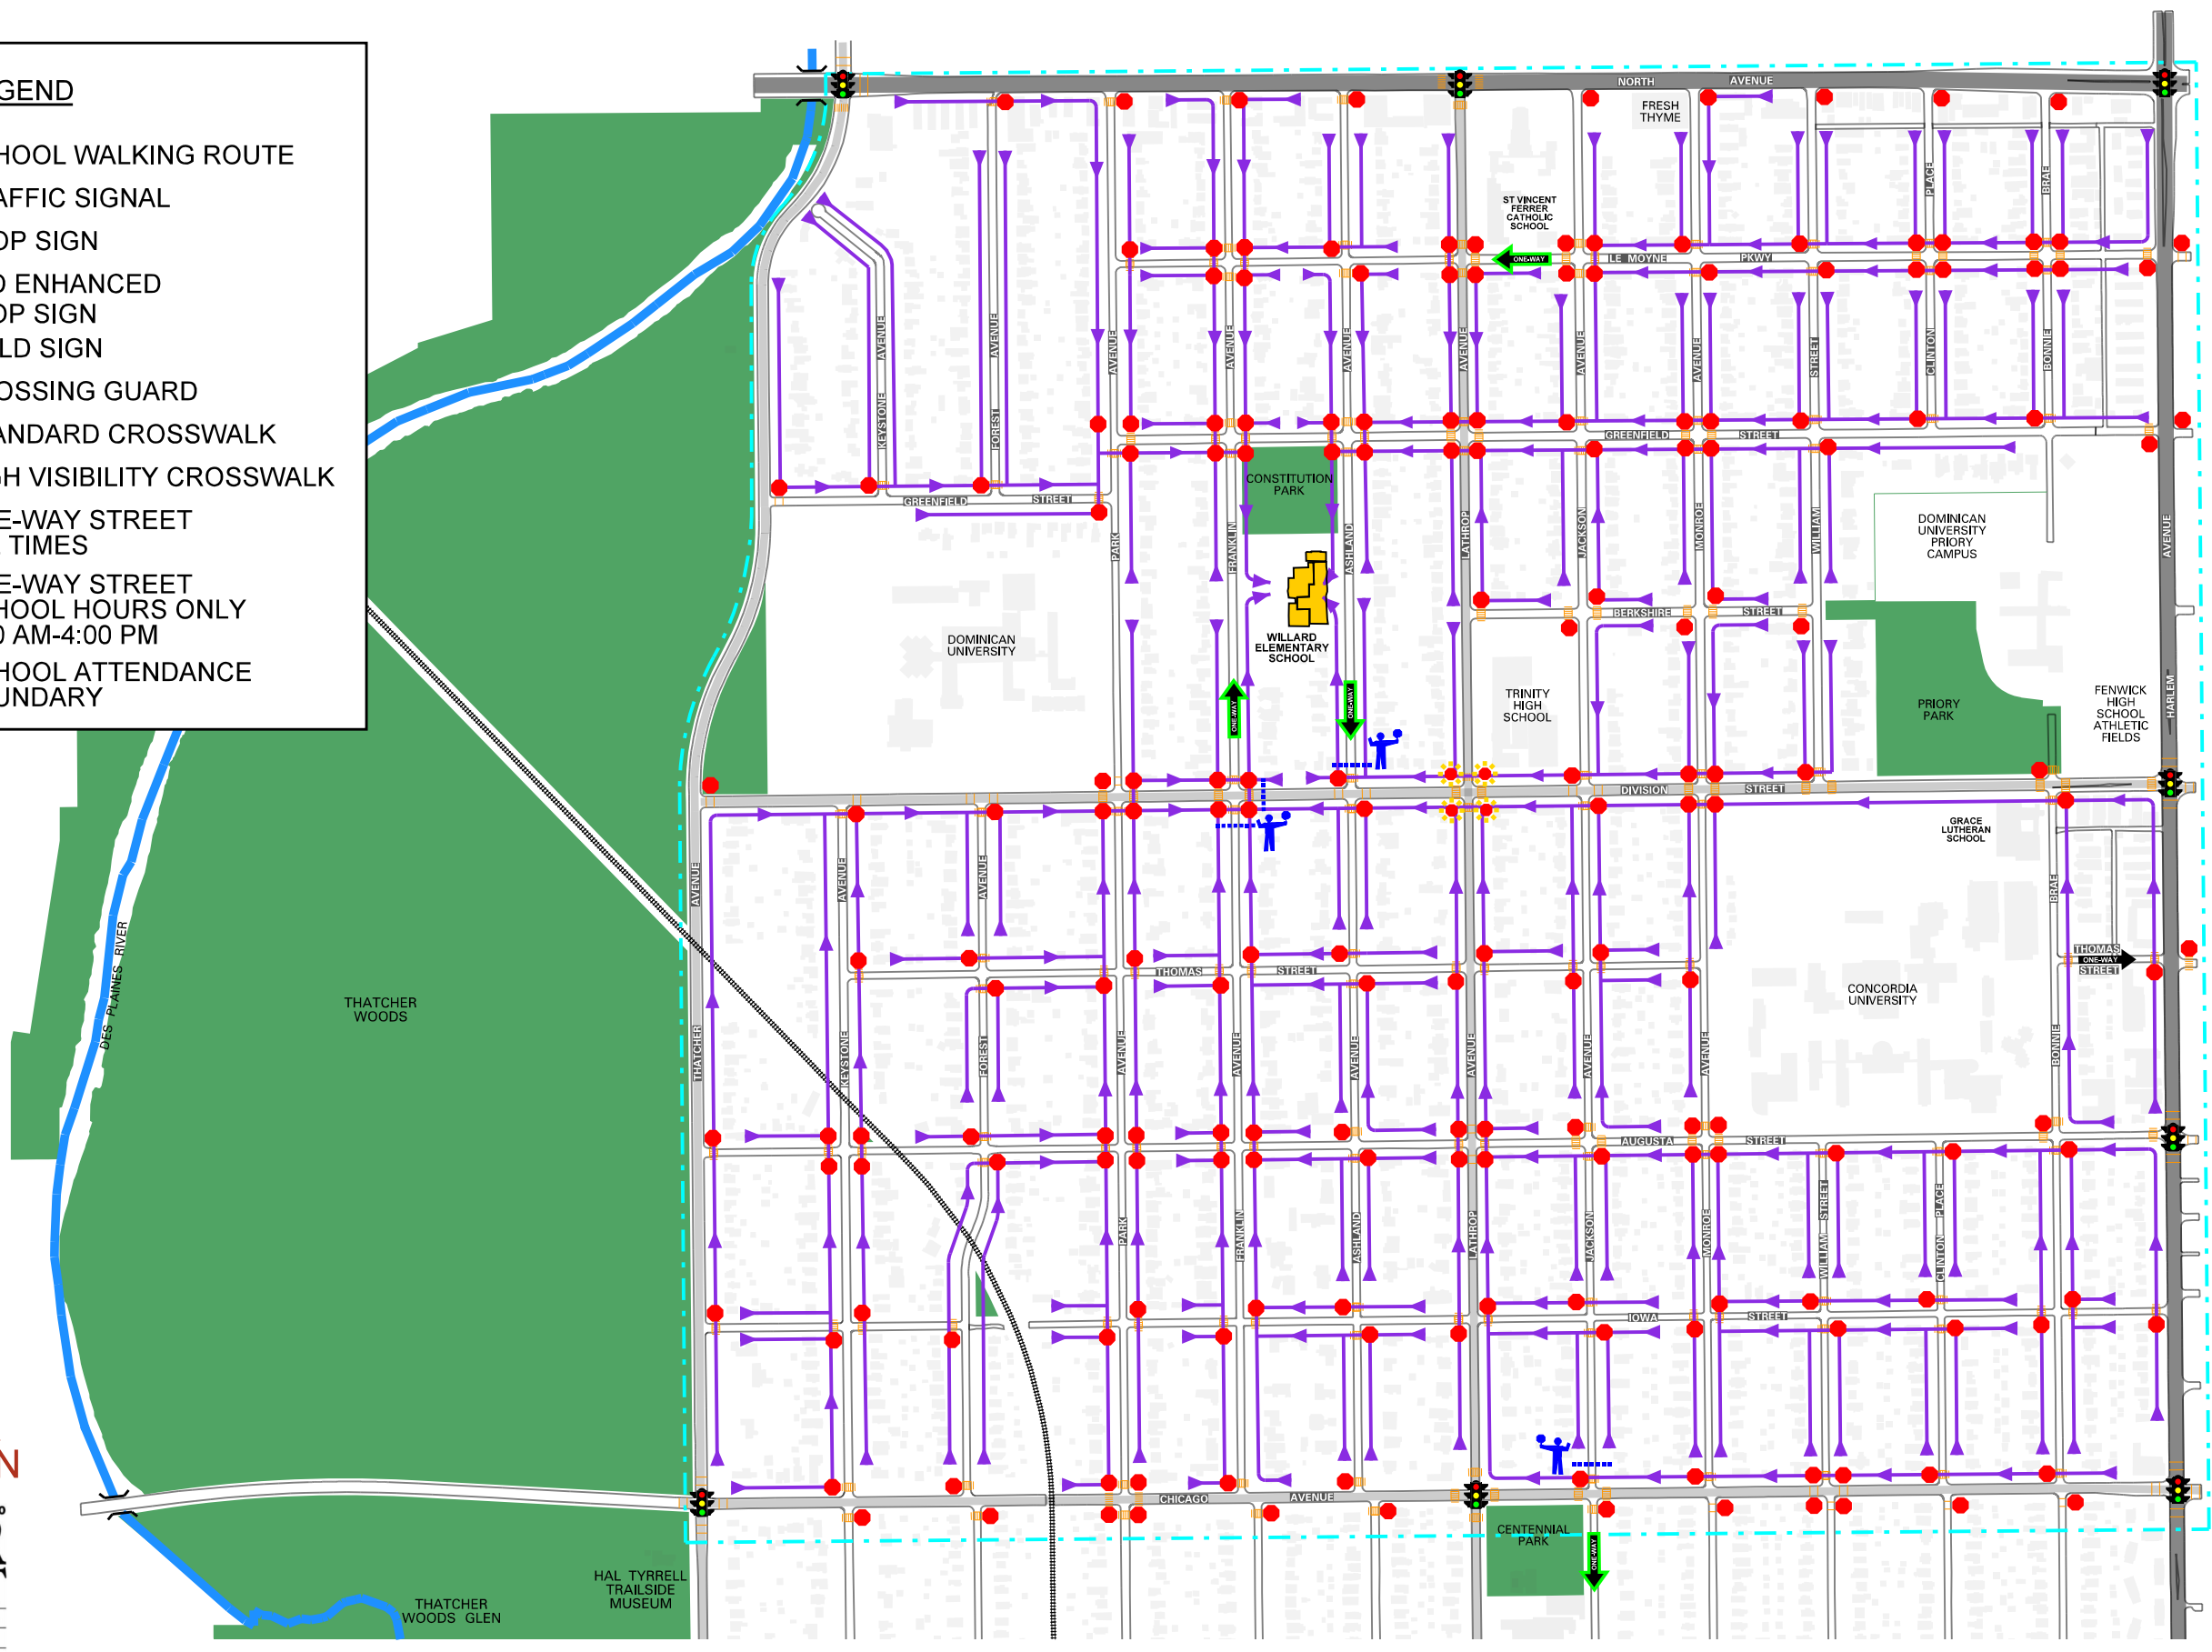 GEND
HOOL WALKING ROUTE
AFFIC SIGNAL
OP SIGN
D ENHANCED
OP SIGN
LD SIGN
OSSING GUARD
ANDARD CROSSWALK
GH VISIBILITY CROSSWALK
E-WAY STREET
TIMES
E-WAY STREET
HOOL HOURS ONLY
0 AM-4:00 PM
HOOL ATTENDANCE
UNDARY
NORTH AVENUE
FRESH
THYME
ST VINCENT
FERRER
CATHOLIC
SCHOOL
ONE-WAY
LE MOYNE PKWY
PLACE
BRAE
AVENUE
AVENUE
AVENUE
AVENUE
AVENUE
AVENUE
AVENUE
AVENUE
STREET
CLINTON
BONNIE
KEYSTONE
FOREST
GREENFIELD STREET
GREENFIELD STREET
CONSTITUTION
PARK
PARK
FRANKLIN
ASHLAND
LATHROP
JACKSON
MONROE
WILLIAM
AVENUE
DOMINICAN
UNIVERSITY
PRIORY
CAMPUS
BERKSHIRE STREET
DOMINICAN
UNIVERSITY
WILLARD
ELEMENTARY
SCHOOL
ONE-WAY
ONE-WAY
TRINITY
HIGH
SCHOOL
PRIORY
PARK
FENWICK
HIGH
SCHOOL
ATHLETIC
FIELDS
HARLEM
DIVISION STREET
GRACE
LUTHERAN
SCHOOL
AVENUE
AVENUE
AVENUE
BRAE
DES PLAINES RIVER
THATCHER
WOODS
THOMAS STREET
THOMAS
ONE-WAY
STREET
CONCORDIA
UNIVERSITY
THATCHER
KEYSTONE
FOREST
AVENUE
AVENUE
AVENUE
AVENUE
AVENUE
AVENUE
BONNIE
AUGUSTA STREET
PARK
FRANKLIN
ASHLAND
LATHROP
JACKSON
MONROE
WILLIAM STREET
CLINTON PLACE
IOWA STREET
N
CHICAGO AVENUE
CENTENNIAL
PARK
ONE-WAY
HAL TYRRELL
TRAILSIDE
MUSEUM
THATCHER
WOODS GLEN